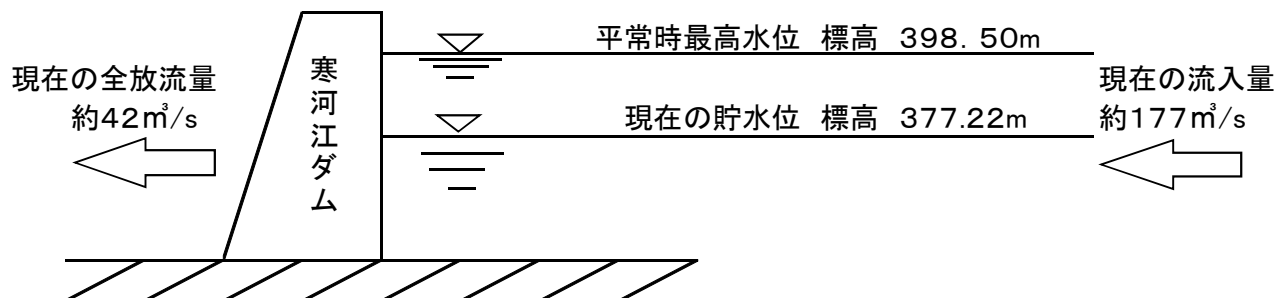 平常時最高水位 標高 398.50m
現在の全放流量
約42㎥/s
寒河江ダム
現在の貯水位 標高 377.22m
現在の流入量
約177㎥/s